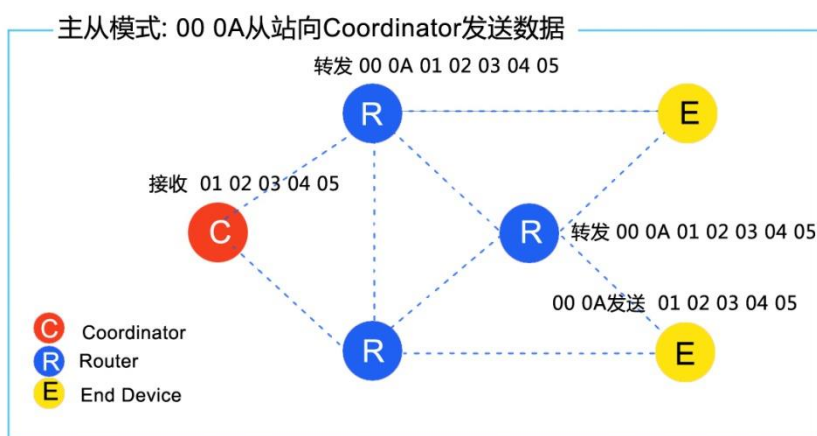 主从模式: 00 0A从站向Coordinator发送数据
转发 00 0A 01 02 03 04 05
R
E
接收 01 02 03 04 05
C
R
转发 00 0A 01 02 03 04 05
00 0A发送 01 02 03 04 05
R
E
C Coordinator
R Router
E End Device